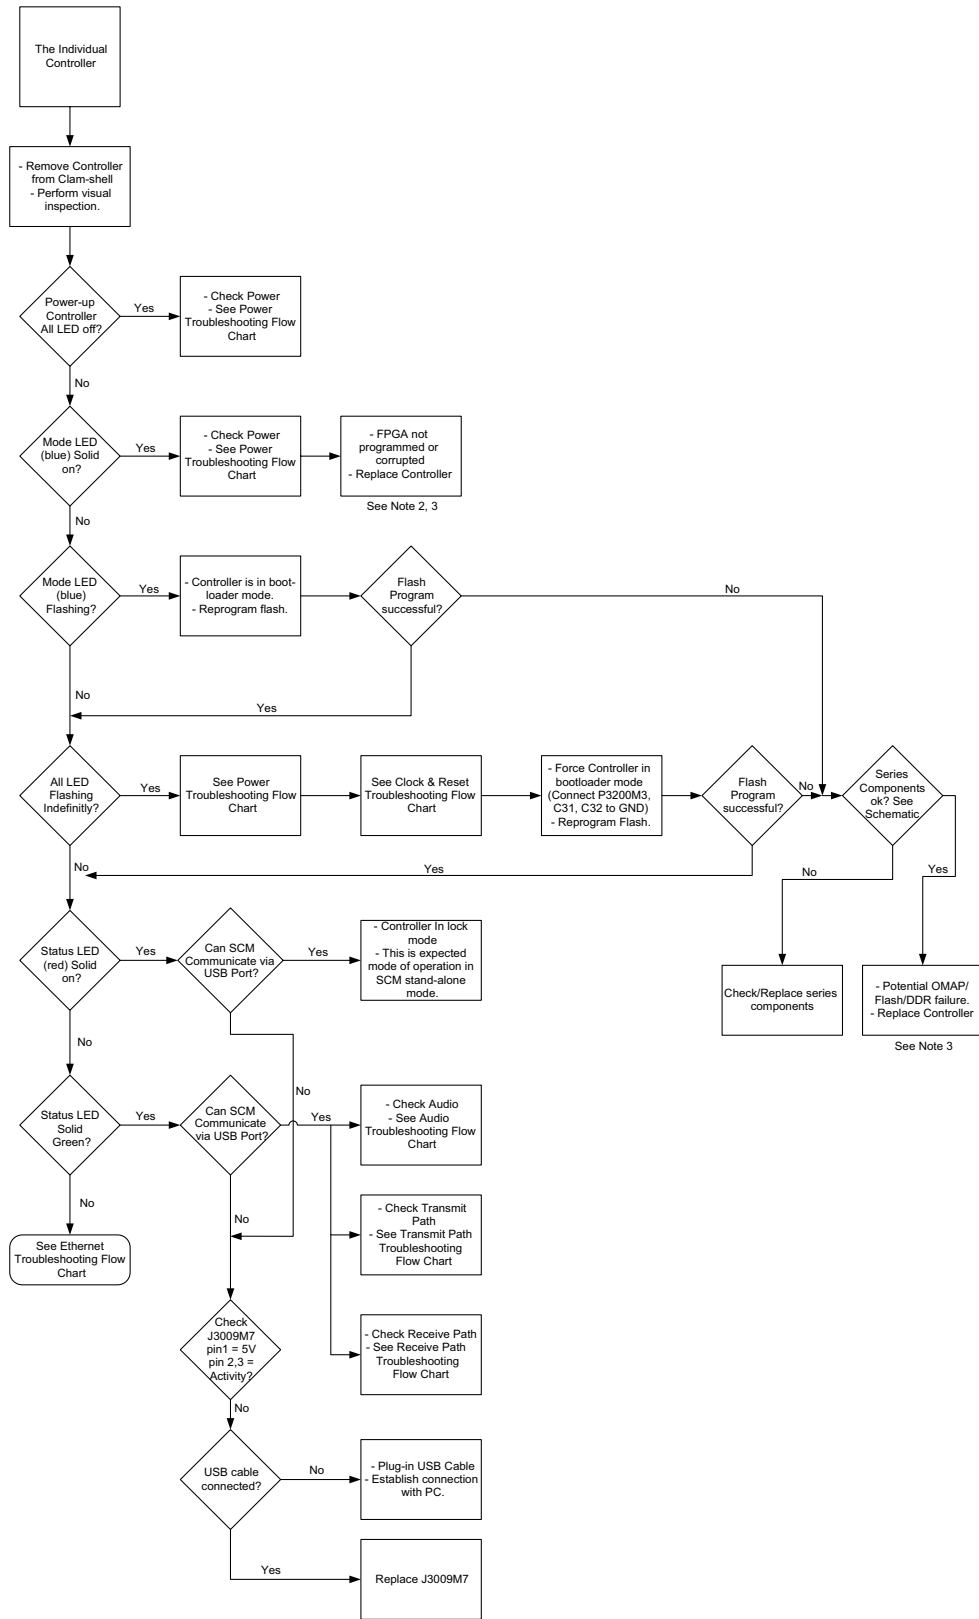 The Individual
Controller
- Remove Controller
from Clam-shell
- Perform visual
inspection.
Power-up
Controller
All LED off?
Yes
- Check Power
- See Power
Troubleshooting Flow
Chart
No
Mode LED
(blue) Solid
on?
Yes
- Check Power
- See Power
Troubleshooting Flow
Chart
- FPGA not
programmed or
corrupted
- Replace Controller
See Note 2, 3
No
Mode LED
(blue)
Flashing?
Yes
- Controller is in boot-
loader mode.
- Reprogram flash.
Flash
Program
successful?
No
No
Yes
All LED
Flashing
Indefinitly?
Yes
See Power
Troubleshooting Flow
Chart
See Clock & Reset
Troubleshooting Flow
Chart
- Force Controller in
bootloader mode
(Connect P3200M3,
C31, C32 to GND)
- Reprogram Flash.
Flash
Program
successful?
No
Series
Components
ok? See
Schematic.
No
Yes
No
Yes
Status LED
(red) Solid
on?
Yes
Can SCM
Communicate via
USB Port?
Yes
- Controller In lock
mode
- This is expected
mode of operation in
SCM stand-alone
mode.
Check/Replace series
components
- Potential OMAP/
Flash/DDR failure.
- Replace Controller
See Note 3
No
No
Status LED
Solid
Green?
Yes
Can SCM
Communicate
via USB Port?
Yes
- Check Audio
- See Audio
Troubleshooting Flow
Chart
No
No
- Check Transmit
Path
- See Transmit Path
Troubleshooting
Flow Chart
See Ethernet
Troubleshooting Flow
Chart
Check
J3009M7
pin1 = 5V
pin 2,3 =
Activity?
- Check Receive Path
- See Receive Path
Troubleshooting
Flow Chart
No
USB cable
connected?
No
- Plug-in USB Cable
- Establish connection
with PC.
Yes
Replace J3009M7